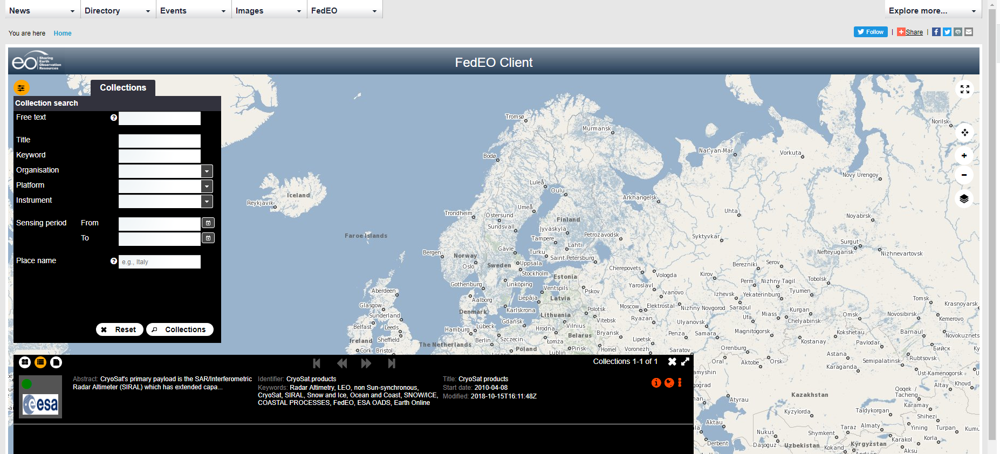 News
Directory
Events
Images
FedEO
Explore more...
You are here Home
Follow | Share |
eo Sharing
Earth
Observation
Resources
FedEO Client
Collections
Collection search
Free text
Title
Keyword
Organisation
Platform
Instrument
Sensing period From
To
Place name e.g., Italy
Reset
Collections
Norilsk
Tromsø
Murmansk
Nar'yan-Mar
Vorkuta
Bodø
Novy Urengoy
Luleå
Oulu
Iceland
Reykjavik
Arkhangelsk
Umeå
Uhta
Trondheim
Östersund
Finland
Noyabrsk
Sundsvall
Jyväskylä
Faroe Islands
Tampere
Petrozavodsk
Syktyvkar
Surgut
Gävle
Lahti
Bergen
Norway
Turku
Saint Petersburg
Nefteyugansk
Nizhnevartovsk
Oslo
Sweden
Uppsala
Cherepovets
Berezniki
Serov
Stockholm
Vologda
Kirov
Estonia
Tobolsk
Gothenburg
Linköping
Ventspils
Pskov
Yaroslavl
Perm
Nizhny Tagil
Aberdeen
Aalborg
Liepāja
Latvia
Ivanovo
Izhevsk
Yekaterinburg
Tyumen
Tomsk
Glasgow
Denmark
Karlskrona
Lithuania
Polotsk
Moscow
Elektrostal
Nizhny Novgorod
Sarapul
Kurgan
Krasnoyarsk
Sunderland
Vitebsk
Ryazan
Ufa
Miass
Chelyabinsk
Omsk
Novosibirsk
Kemerovo
Belfast
Leeds
Hamburg
Lübeck
Gdańsk
Hrodna
Vilnius
Ulyanovsk
Magnitogorsk
Kokshetau
Barnaul
Novokuznets
Ireland
Sheffield
The Netherlands
Berlin
Szczecin
Łomża
Belarus
Bryansk
Lipetsk
Penza
Samara
Kostanay
Pavlodar
Cork
Bristol
Poland
Lublin
Pinsk
Homel
Voronezh
Saratov
Orenburg
Бийск
Oral
Aktobe
Orsk
Astana
Semipalatinsk
Rubtsovsk
Karaganda
Ust-Kamenogorsk
amyshin
gograd
Altay
Khovd
Kazakhstan
Qoqek /
Tacheng
Atyrau
Karamay
Kyzylorda
Taldykorgan
Shihezi
Aktau
Taraz
Almaty
Yining
Turpan
Kumu
Nukus
Shymkent
Karakol
Korla
Derbent
Daşoguz
Uzbekistan
Kokand
Kyrgyzstan
Aksu
Andijan
Collections 1-1 of 1
esa
Abstract: CryoSat's primary payload is the SAR/Interferometric
Radar Altimeter (SIRAL) which has extended capa...
Identifier: CryoSat.products
Keywords: Radar Altimetry, LEO, non Sun-synchronous,
CryoSat, SIRAL, Snow and Ice, Ocean and Coast, SNOW/ICE,
COASTAL PROCESSES, FedEO, ESA OADS, Earth Online
Title: CryoSat products
Start date: 2010-04-08
Modified: 2018-10-15T16:11:48Z